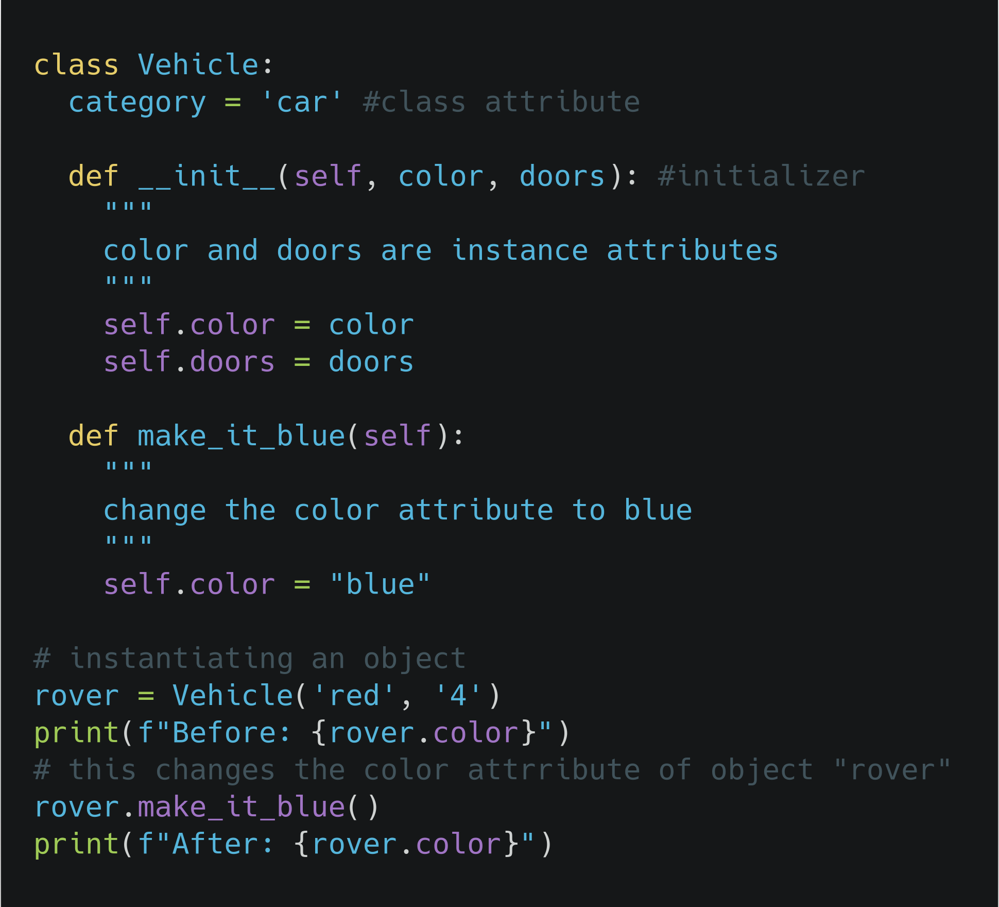 class Vehicle:
  category = 'car' #class attribute

  def __init__(self, color, doors): #initializer
    """
    color and doors are instance attributes
    """
    self.color = color
    self.doors = doors

  def make_it_blue(self):
    """
    change the color attribute to blue
    """
    self.color = "blue"

# instantiating an object
rover = Vehicle('red', '4')
print(f"Before: {rover.color}")
# this changes the color attrribute of object "rover"
rover.make_it_blue()
print(f"After: {rover.color}")